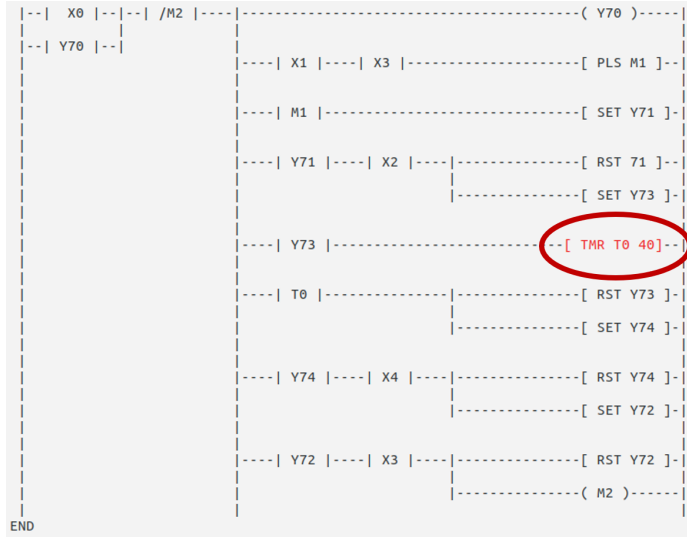 |--| X0 |--|--| /M2 |----|-----------------------------------------( Y70 )-----|
|--| Y70 |--|
|----| X1 |----| X3 |---------------------[ PLS M1 ]--|
|----| M1 |-------------------------------[ SET Y71 ]-|
|----| Y71 |----| X2 |----|---------------[ RST 71 ]--|
|---------------[ SET Y73 ]-|
|----| Y73 |------------------------------[ TMR T0 40]--|
|----| T0 |---------------|---------------[ RST Y73 ]-|
|---------------[ SET Y74 ]-|
|----| Y74 |----| X4 |----|---------------[ RST Y74 ]-|
|---------------[ SET Y72 ]-|
|----| Y72 |----| X3 |----|---------------[ RST Y72 ]-|
|---------------( M2 )------|
END